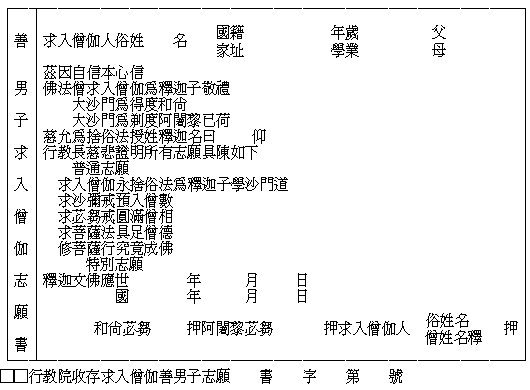 善男子求入僧伽志願書
求入僧伽人俗姓 名 國籍 年歲 父
家址 學業 母
茲因自信本心信
佛法僧求入僧伽爲釋迦子敬禮
大沙門爲得度和尙
大沙門爲剃度阿闍黎已荷
慈允爲捨俗法授姓釋迦名曰 仰
行教長慈悲證明所有志願具陳如下
普通志願
求入僧伽永捨俗法爲釋迦子學沙門道
求沙彌戒預入僧數
求苾芻戒圓滿僧相
求菩薩法具足僧德
修菩薩行究竟成佛
特別志願
釋迦文佛應世 年 月 日
國 年 月 日
和尙苾芻 押阿闍黎苾芻 押求入僧伽人 俗姓名 押
僧姓名釋
□□行教院收存求入僧伽善男子志願 書 字 第 號